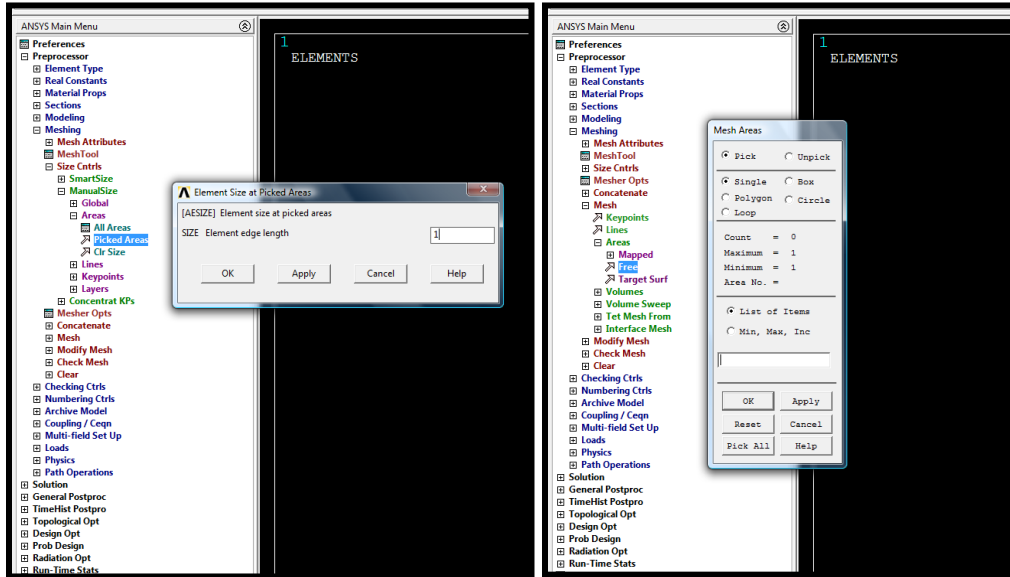 ANSYS Main Menu
Preferences
Preprocessor
Element Type
Real Constants
Material Props
Sections
Modeling
Meshing
Mesh Attributes
MeshTool
Size Cntrls
SmartSize
ManualSize
Global
Areas
All Areas
Picked Areas
Clr Size
Lines
Keypoints
Layers
Concentrat KPs
Mesher Opts
Concatenate
Mesh
Modify Mesh
Check Mesh
Clear
Checking Ctrls
Numbering Ctrls
Archive Model
Coupling / Ceqn
Multi-field Set Up
Loads
Physics
Path Operations
Solution
General Postproc
TimeHist Postpro
Topological Opt
Design Opt
Prob Design
Radiation Opt
Run-Time Stats
1
ELEMENTS
Element Size at Picked Areas
[AESIZE] Element size at picked areas
SIZE Element edge length 1
OK Apply Cancel Help
ANSYS Main Menu
Preferences
Preprocessor
Element Type
Real Constants
Material Props
Sections
Modeling
Meshing
Mesh Attributes
MeshTool
Size Cntrls
Mesher Opts
Concatenate
Mesh
Keypoints
Lines
Areas
Mapped
Free
Target Surf
Volumes
Volume Sweep
Tet Mesh From
Interface Mesh
Modify Mesh
Check Mesh
Clear
Checking Ctrls
Numbering Ctrls
Archive Model
Coupling / Ceqn
Multi-field Set Up
Loads
Physics
Path Operations
Solution
General Postproc
TimeHist Postpro
Topological Opt
Design Opt
Prob Design
Radiation Opt
Run-Time Stats
1
ELEMENTS
Mesh Areas
Pick Unpick
Single Box
Polygon Circle
Loop
Count = 0
Maximum = 1
Minimum = 1
Area No. =
List of Items
Min, Max, Inc
OK Apply
Reset Cancel
Pick All Help